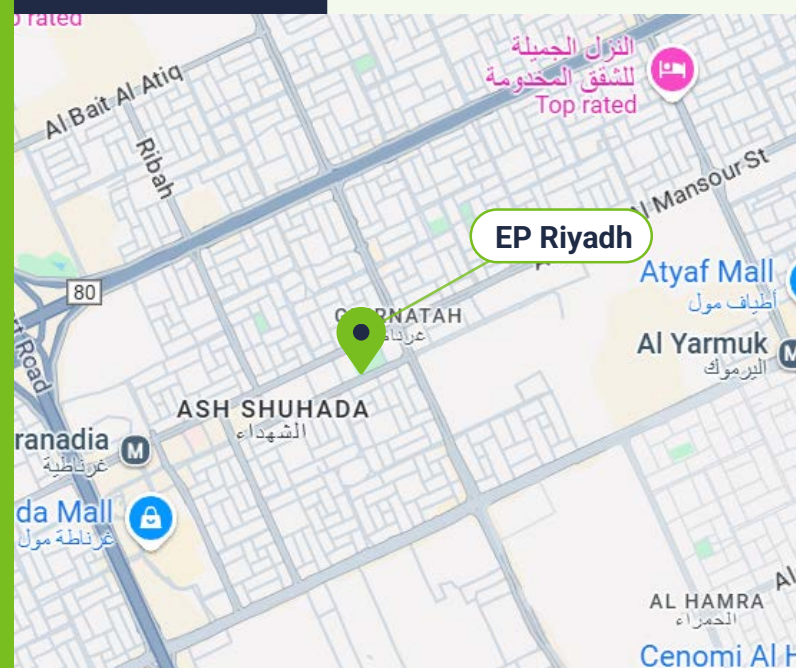 rated
النزل الجميلة
للشقق المخدومة
Top rated
Al Bait Al Atiq
Ribah
Al Mansour St
EP Riyadh
Atyaf Mall
أطياف مول
80
غرناطة
Al Yarmuk
اليرموك
Road
ASH SHUHADA
الشهداء
ranadia
غرناطية
da Mall
غرناطة مول
AL HAMRA
الحمراء
Al
Cenomi Al H